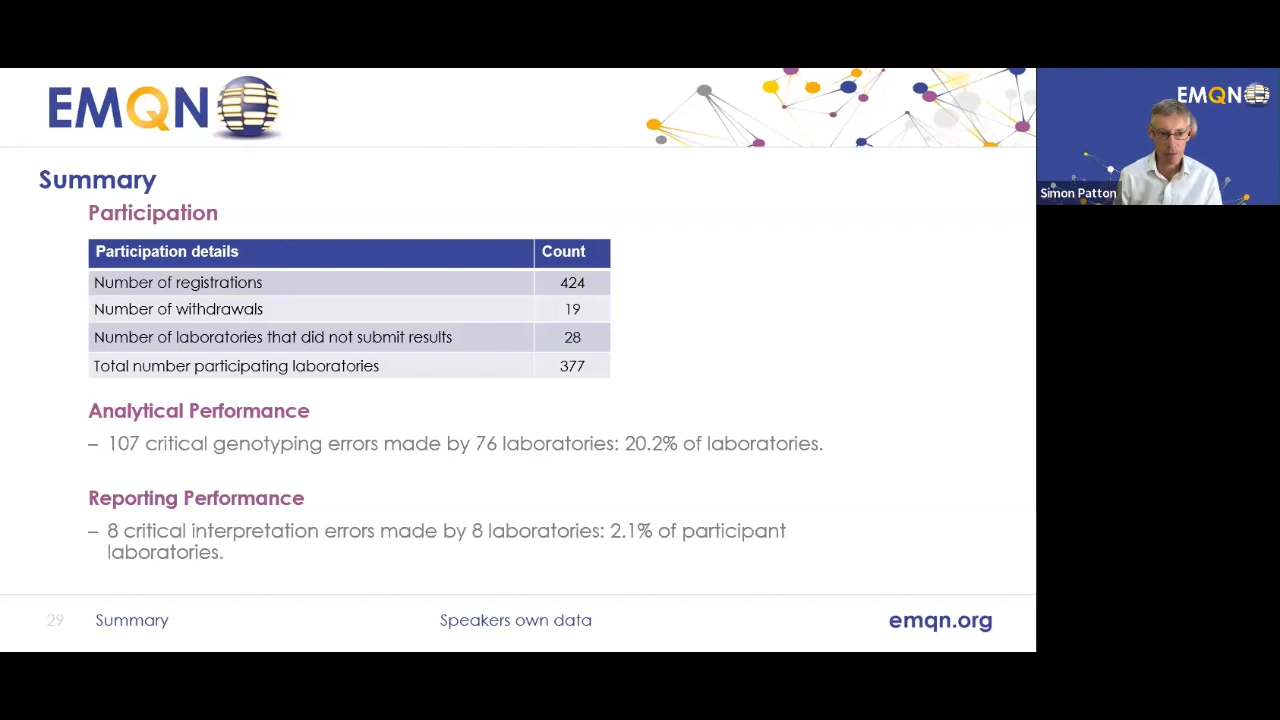 EMQN
EMQN
Simon Patton
Summary
Participation
Participation details Count
Number of registrations 424
Number of withdrawals 19
Number of laboratories that did not submit results 28
Total number participating laboratories 377
Analytical Performance
– 107 critical genotyping errors made by 76 laboratories: 20.2% of laboratories.
Reporting Performance
– 8 critical interpretation errors made by 8 laboratories: 2.1% of participant
laboratories.
29 Summary Speakers own data emqn.org